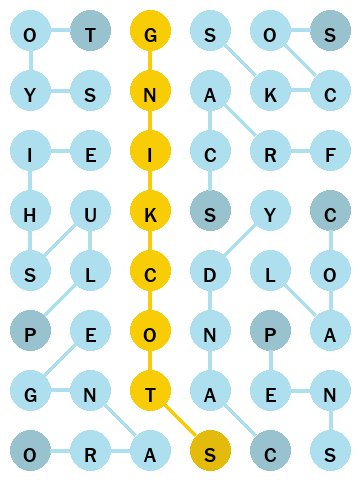 O T G S O S
Y S N A K C
I E I C R F
H U K S Y C
S L C D L O
P E O N P A
G N T A E N
O R A S C S